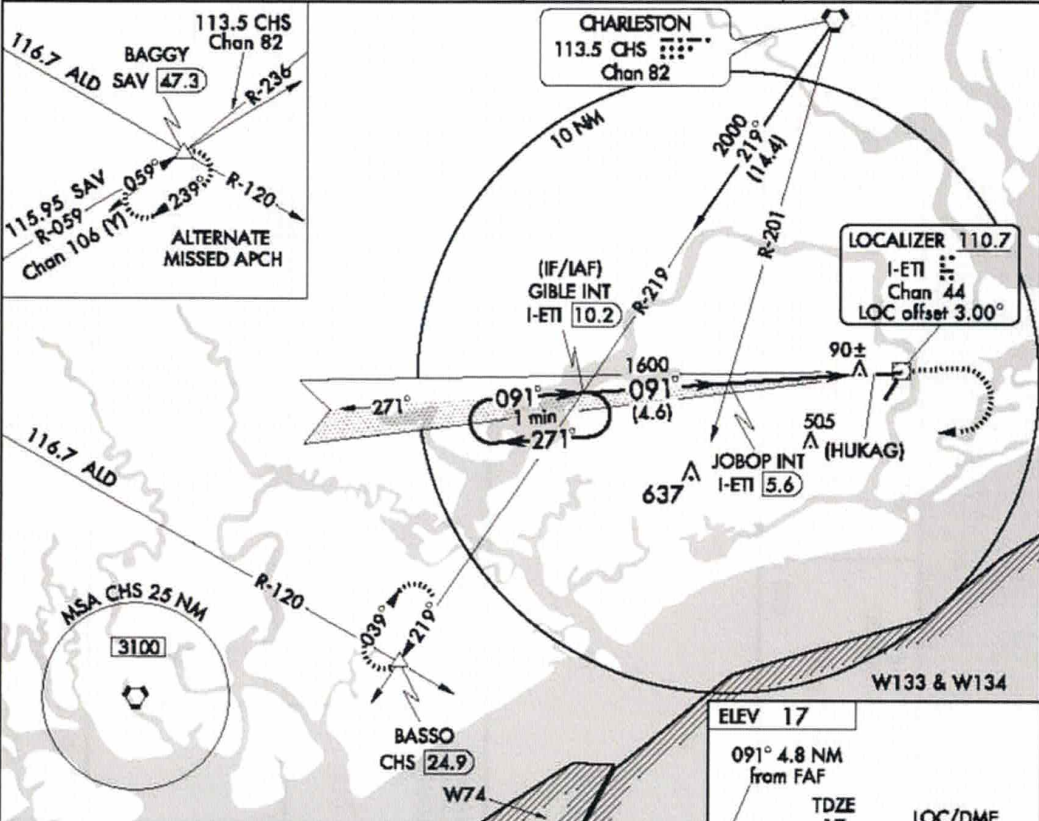 113.5 CHS
Chan 82
116.7 ALD
BAGGY
SAV 47.3
R-236
059°
239°
R-120
115.95 SAV
R-059
Chan 106 (Y)
ALTERNATE
MISSED APCH
CHARLESTON
113.5 CHS
Chan 82
10 NM
2000
219°
(14.4)
R-201
R-219
(IF/IAF)
GIBLE INT
I-ETI 10.2
LOCALIZER 110.7
I-ETI
Chan 44
LOC offset 3.00°
90±
1600
091°
(4.6)
271°
091°
1 min
271°
505
(HUKAG)
JOBOP INT
I-ETI 5.6
637
116.7 ALD
R-120
MSA CHS 25 NM
3100
039°
219°
BASSO
CHS 24.9
W74
W133 & W134
ELEV 17
091° 4.8 NM
from FAF
TDZE
17
LOC/DME